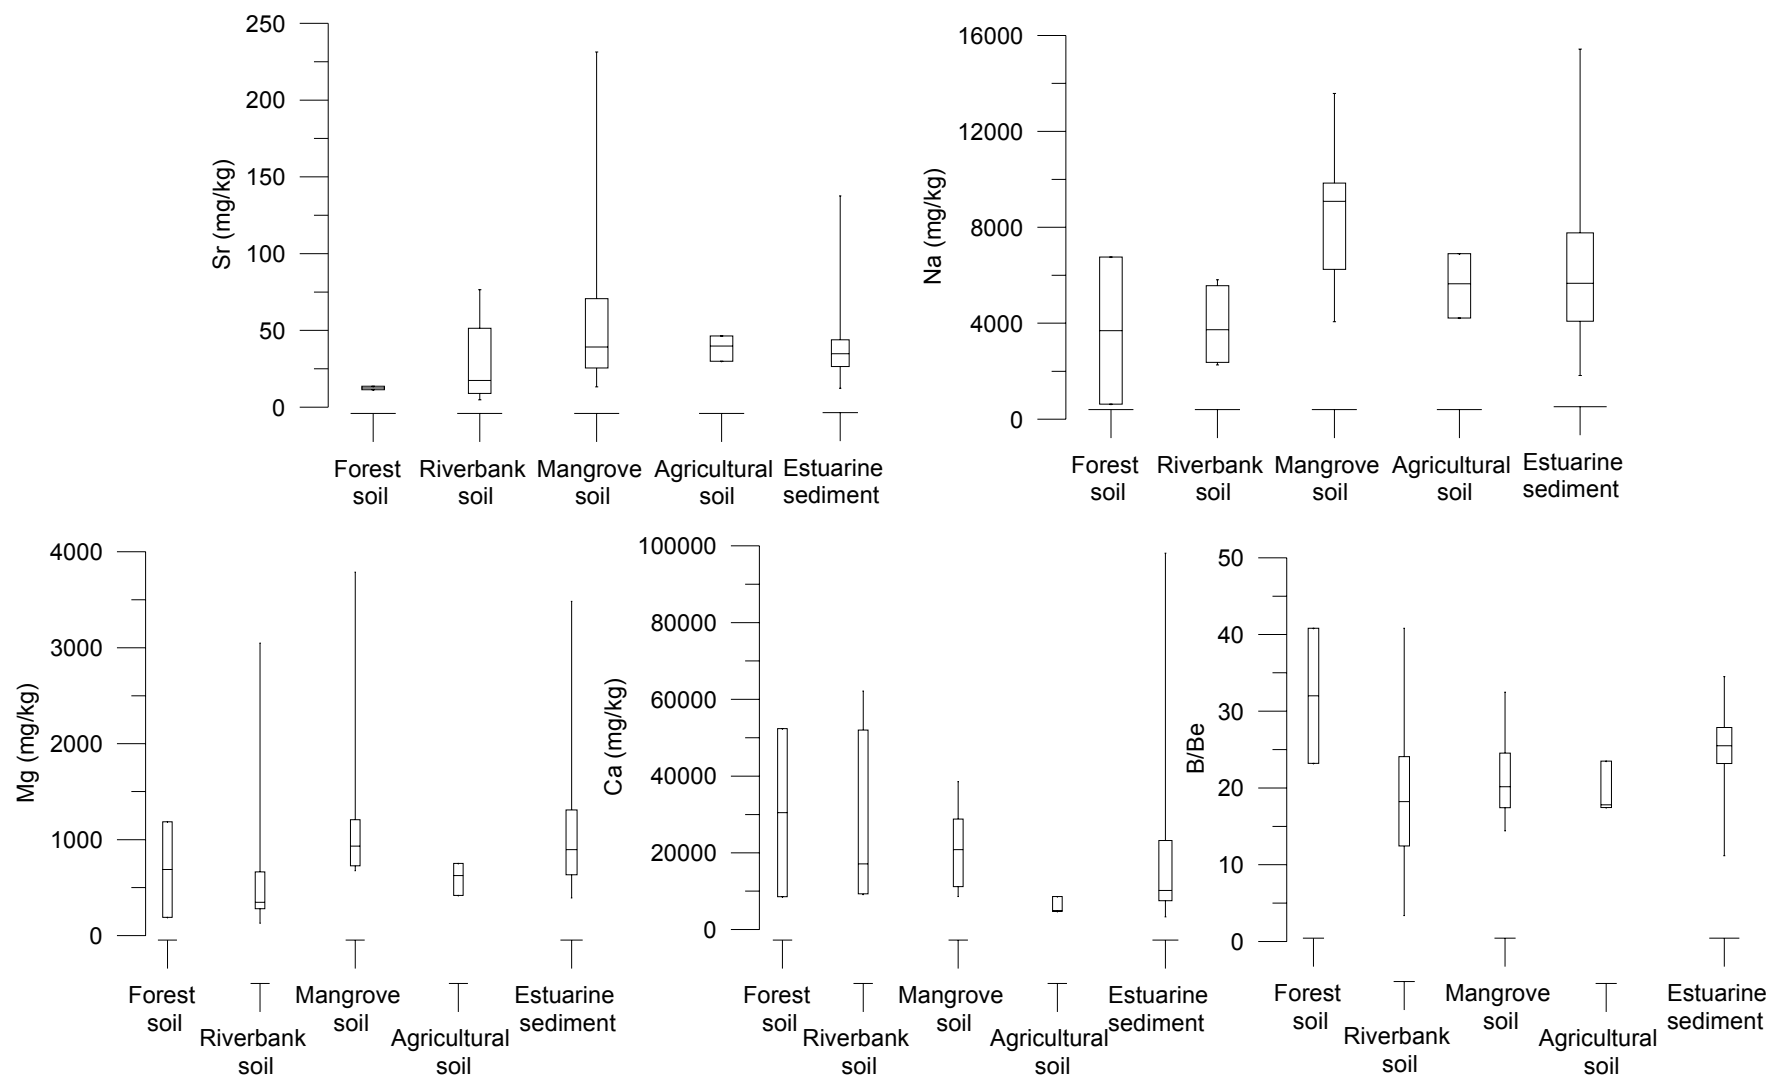 250
200
150
100
50
0
Sr (mg/kg)
Forest
soil
Riverbank
soil
Mangrove
soil
Agricultural
soil
Estuarine
sediment
16000
12000
8000
4000
0
Na (mg/kg)
Forest
soil
Riverbank
soil
Mangrove
soil
Agricultural
soil
Estuarine
sediment
4000
3000
2000
1000
0
Mg (mg/kg)
Forest
soil
Riverbank
soil
Mangrove
soil
Agricultural
soil
Estuarine
sediment
100000
80000
60000
40000
20000
0
Ca (mg/kg)
Forest
soil
Riverbank
soil
Mangrove
soil
Agricultural
soil
Estuarine
sediment
50
40
30
20
10
0
B/Be
Forest
soil
Riverbank
soil
Mangrove
soil
Agricultural
soil
Estuarine
sediment